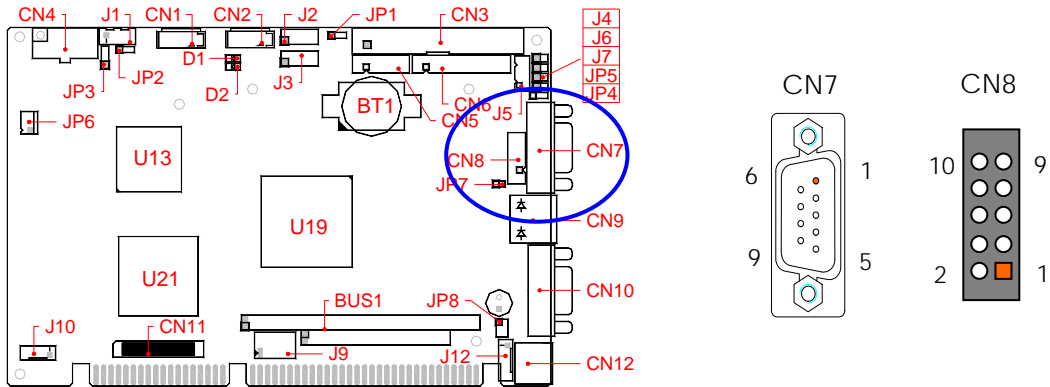 CN4 J1 CN1 CN2 J2 JP1 CN3
J4
J6
J7
JP5
JP4
JP3 JP2 D1
D2 J3 CN6 J5
CN5
BT1
JP6
U13
CN8 CN7
JP7
U19
CN9
U21
CN10
BUS1 JP8
J10 CN11 J9 J12 CN12
CN7
6 1
9 5
CN8
10 9
2 1